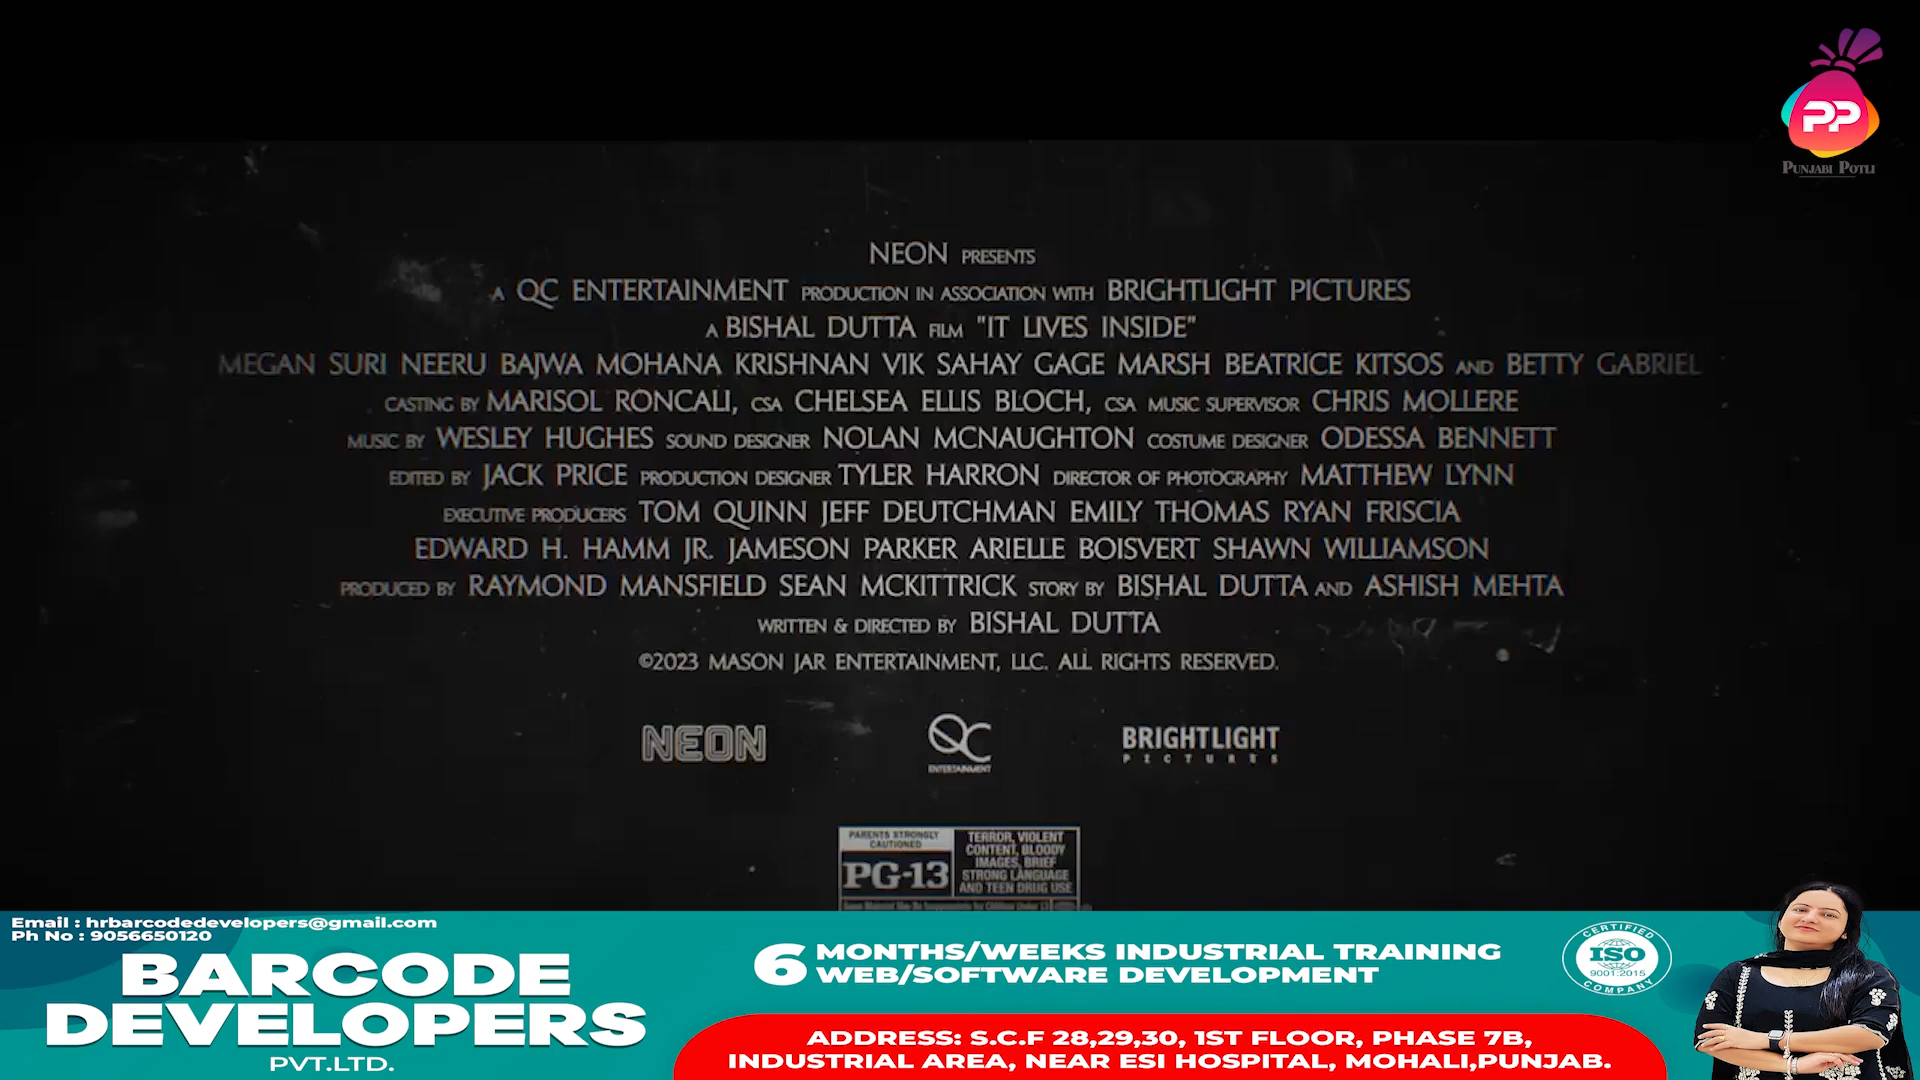 PP
PUNJABI POTLI
NEON PRESENTS
A QC ENTERTAINMENT PRODUCTION IN ASSOCIATION WITH BRIGHTLIGHT PICTURES
A BISHAL DUTTA FILM "IT LIVES INSIDE"
MEGAN SURI NEERU BAJWA MOHANA KRISHNAN VIK SAHAY GAGE MARSH BEATRICE KITSOS AND BETTY GABRIEL
CASTING BY MARISOL RONCALI, CSA CHELSEA ELLIS BLOCH, CSA MUSIC SUPERVISOR CHRIS MOLLERE
MUSIC BY WESLEY HUGHES SOUND DESIGNER NOLAN MCNAUGHTON COSTUME DESIGNER ODESSA BENNETT
EDITED BY JACK PRICE PRODUCTION DESIGNER TYLER HARRON DIRECTOR OF PHOTOGRAPHY MATTHEW LYNN
EXECUTIVE PRODUCERS TOM QUINN JEFF DEUTCHMAN EMILY THOMAS RYAN FRISCIA
EDWARD H. HAMM JR. JAMESON PARKER ARIELLE BOISVERT SHAWN WILLIAMSON
PRODUCED BY RAYMOND MANSFIELD SEAN MCKITTRICK STORY BY BISHAL DUTTA AND ASHISH MEHTA
WRITTEN & DIRECTED BY BISHAL DUTTA
©2023 MASON JAR ENTERTAINMENT, LLC. ALL RIGHTS RESERVED.
NEON
QC
ENTERTAINMENT
BRIGHTLIGHT
PICTURES
PARENTS STRONGLY
CAUTIONED
PG-13
TERROR, VIOLENT
CONTENT, BLOODY
IMAGES, BRIEF
STRONG LANGUAGE
AND TEEN DRUG USE
Email : hrbarcodedevelopers@gmail.com
Ph No : 9056650120
BARCODE
DEVELOPERS
PVT.LTD.
6 MONTHS/WEEKS INDUSTRIAL TRAINING
WEB/SOFTWARE DEVELOPMENT
CERTIFIED
ISO
9001:2015
COMPANY
ADDRESS: S.C.F 28,29,30, 1ST FLOOR, PHASE 7B,
INDUSTRIAL AREA, NEAR ESI HOSPITAL, MOHALI,PUNJAB.